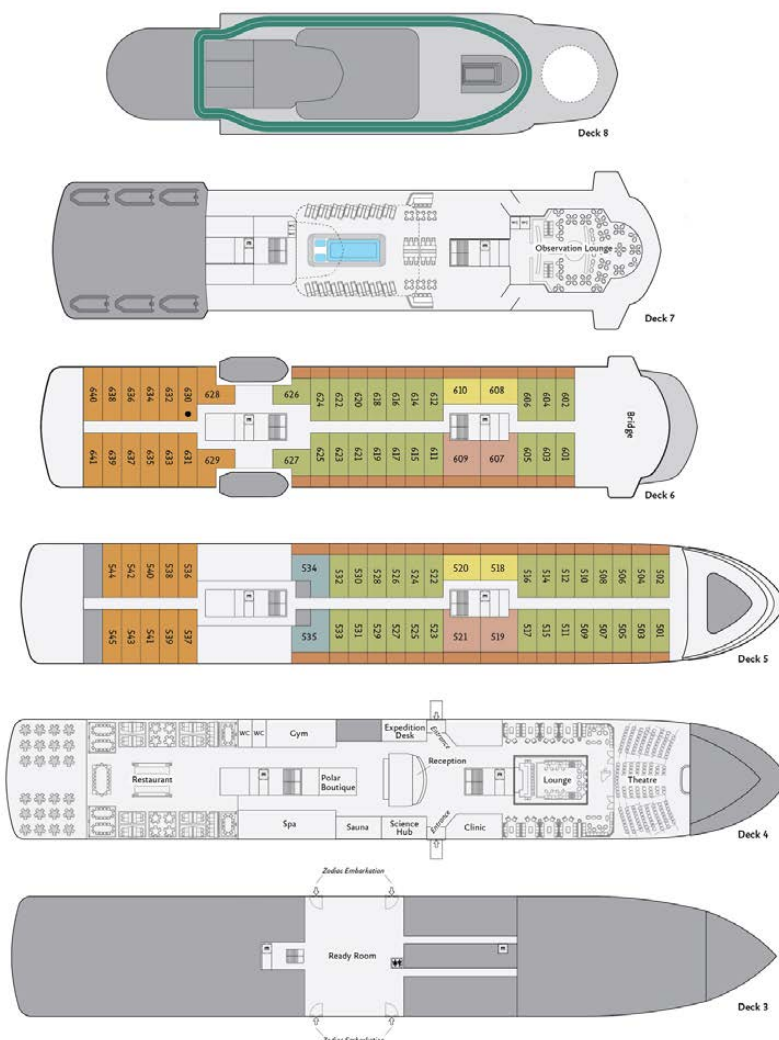 Deck 8
E
E
Observation Lounge
Deck 7
640 638 636 634 632 630 628 626 624 622 620 618 616 614 612 610 608 606 604 602
E
E
Bridge
641 639 637 635 633 631 629 627 625 623 621 619 617 615 611 609 607 605 603 601
Deck 6
544 542 540 538 536 534 532 530 528 526 524 522 520 518 516 514 512 510 508 506 504 502
E
E
545 543 541 539 537 535 533 531 529 527 525 523 521 519 517 515 511 509 507 505 503 501
Deck 5
WC WC Gym Expedition Desk Entrance
Reception
Restaurant E Polar Boutique E Lounge Theatre
Spa Sauna Science Hub Entrance Clinic
Deck 4
Zodiac Embarkation
E Ready Room E
Deck 3
Zodiac Embarkation